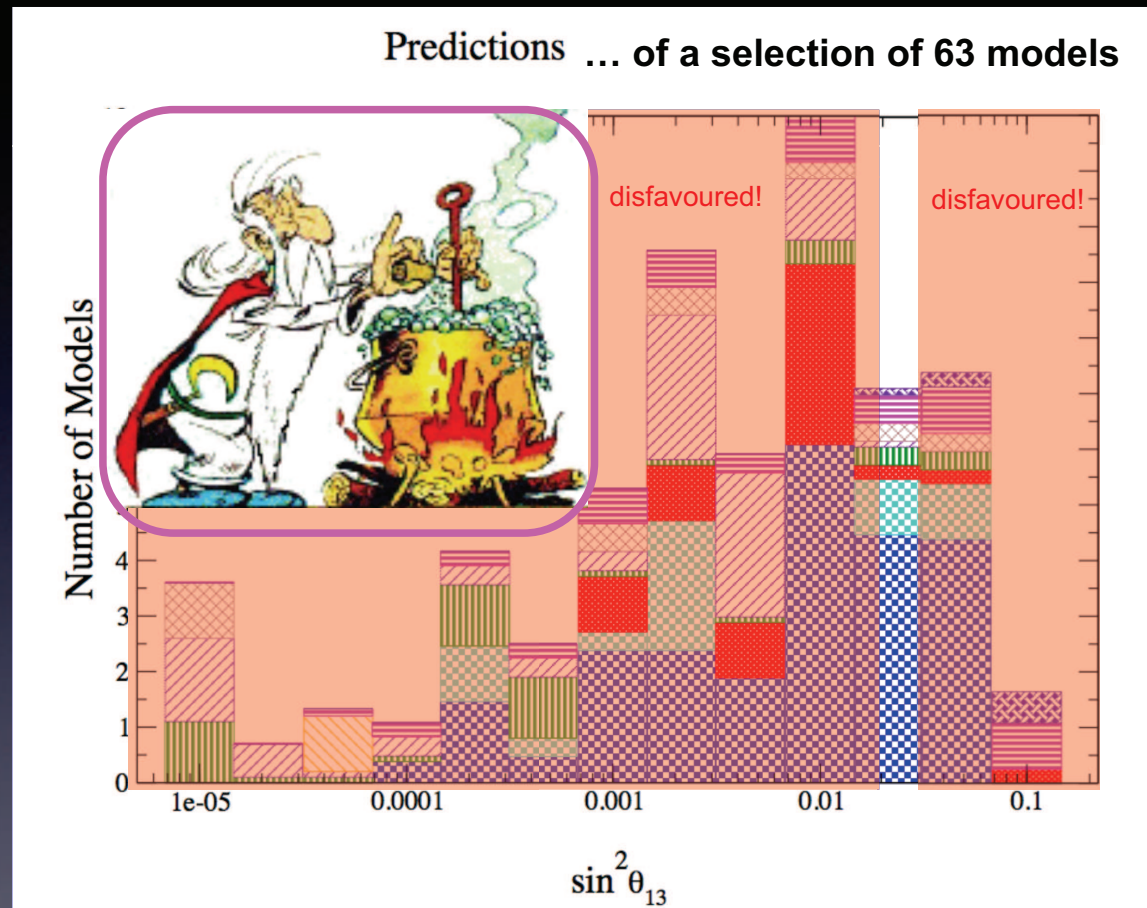 Predictions … of a selection of 63 models
disfavoured!
disfavoured!
Number of Models
4
3
2
1
0
1e-05
0.0001
0.001
0.01
0.1
sin²θ₁₃